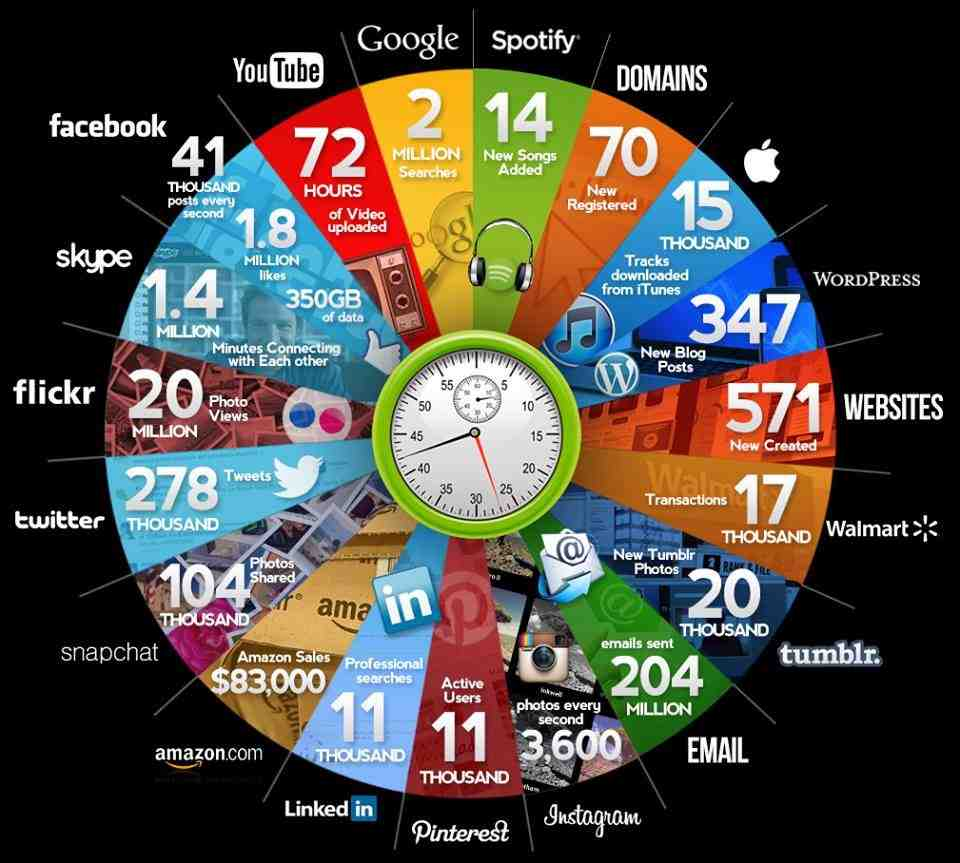 Google
2
MILLION
Searches
Spotify
14
New Songs
Added
DOMAINS
70
New
Registered
15
THOUSAND
Tracks
downloaded
from iTunes
WORDPRESS
347
New Blog
Posts
WEBSITES
571
New Created
Walmart
Walmart
Transactions
17
THOUSAND
tumblr.
New Tumblr
Photos
20
THOUSAND
EMAIL
emails sent
204
MILLION
Instagram
inkwell
photos every
second
3,600
Pinterest
Active
Users
11
THOUSAND
Linked in
in
Professional
searches
11
THOUSAND
amazon.com
ama
Amazon Sales
$83,000
snapchat
104
Photos
Shared
THOUSAND
twitter
278
Tweets
THOUSAND
flickr
20
Photo
Views
MILLION
skype
1.4
MILLION
Minutes Connecting
with Each other
facebook
41
THOUSAND
posts every
second
1.8
MILLION
likes
350GB
of data
YouTube
72
HOURS
of Video
uploaded
55
5
50
10
45
15
40
20
35
30
25